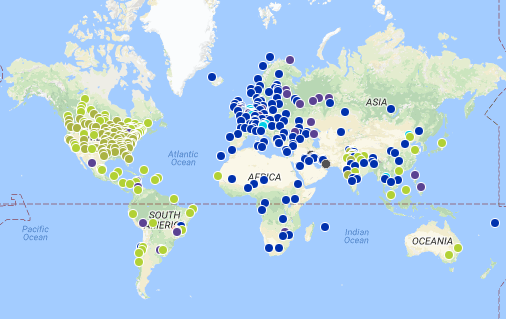 ASIA
Atlantic
Ocean
AFRICA
SOUTH
AMERICA
Pacific
Ocean
Indian
Ocean
OCEANIA